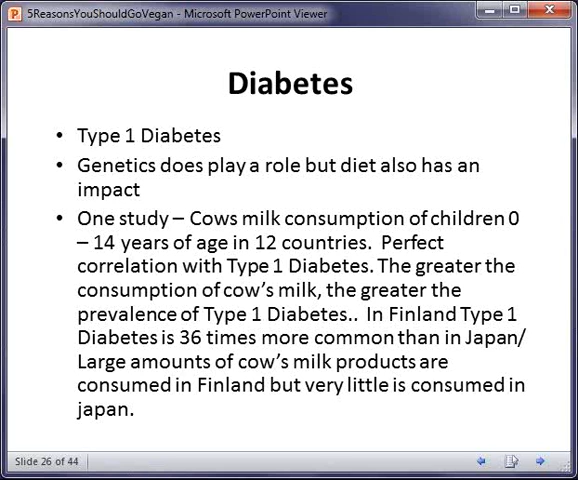 5ReasonsYouShouldGoVegan - Microsoft PowerPoint Viewer
Diabetes
• Type 1 Diabetes
• Genetics does play a role but diet also has an
impact
• One study – Cows milk consumption of children 0
– 14 years of age in 12 countries. Perfect
correlation with Type 1 Diabetes. The greater the
consumption of cow's milk, the greater the
prevalence of Type 1 Diabetes.. In Finland Type 1
Diabetes is 36 times more common than in Japan/
Large amounts of cow's milk products are
consumed in Finland but very little is consumed in
japan.
Slide 26 of 44